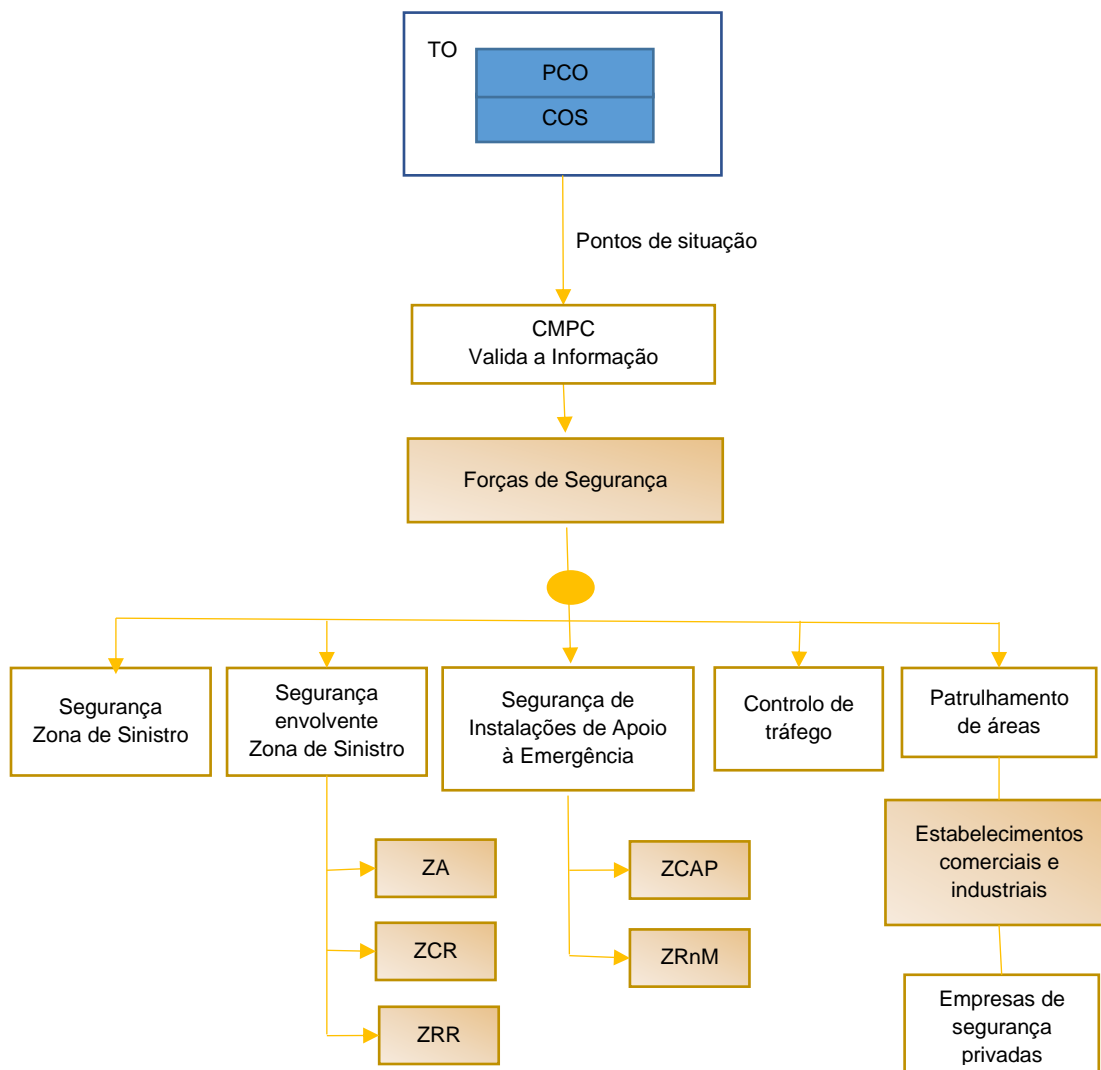 TO
PCO
COS
Pontos de situação
CMPC
Valida a Informação
Forças de Segurança
Segurança
Zona de Sinistro
Segurança
envolvente
Zona de Sinistro
Segurança de
Instalações de Apoio
à Emergência
Controlo de
tráfego
Patrulhamento
de áreas
ZA
ZCR
ZRR
ZCAP
ZRnM
Estabelecimentos
comerciais e
industriais
Empresas de
segurança
privadas